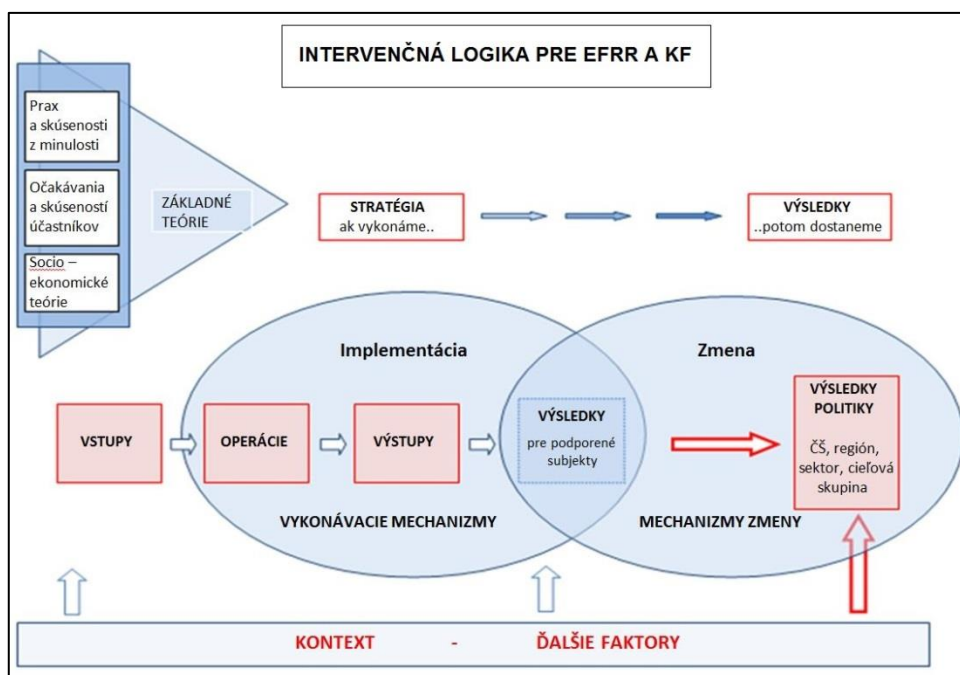 INTERVENČNÁ LOGIKA PRE EFRR A KF
Prax
a skúsenosti
z minulosti
Očakávania
a skúseností
účastníkov
Socio –
ekonomické
teórie
ZÁKLADNÉ
TEÓRIE
STRATÉGIA
ak vykonáme..
VÝSLEDKY
..potom dostaneme
Implementácia
Zmena
VSTUPY
OPERÁCIE
VÝSTUPY
VÝSLEDKY
pre podporené
subjekty
VÝSLEDKY
POLITIKY
ČŠ, región,
sektor, cieľová
skupina
VYKONÁVACIE MECHANIZMY
MECHANIZMY ZMENY
KONTEXT - ĎALŠIE FAKTORY